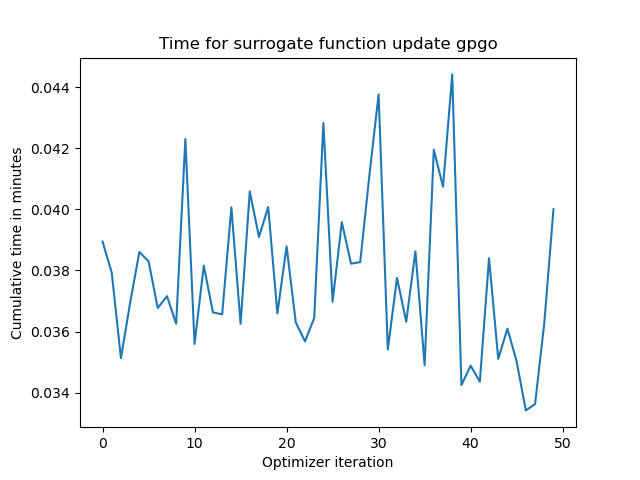 Time for surrogate function update gpgo
Cumulative time in minutes
0.044
0.042
0.040
0.038
0.036
0.034
0 10 20 30 40 50
Optimizer iteration